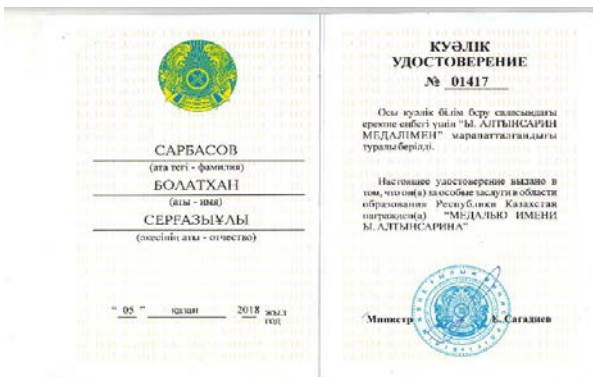 САРБАСОВ
(ата тегі - фамилия)
БОЛАТХАН
(аты - имя)
СЕРҒАЗЫҰЛЫ
(әкесінің аты - отчество)
" 05 " қазан 2018 жыл
год
КУӘЛІК
УДОСТОВЕРЕНИЕ
№ 01417
Осы куәлік білім беру саласындағы
ерекше еңбегі үшін "Ы. АЛТЫНСАРИН
МЕДАЛІМЕН" марапатталғандығы
туралы берілді.
Настоящее удостоверение выдано в
том, что он(а) за особые заслуги в области
образования Республики Казахстан
награжден(а) "МЕДАЛЬЮ ИМЕНИ
Ы. АЛТЫНСАРИНА"
Министр Е. Сагадиев